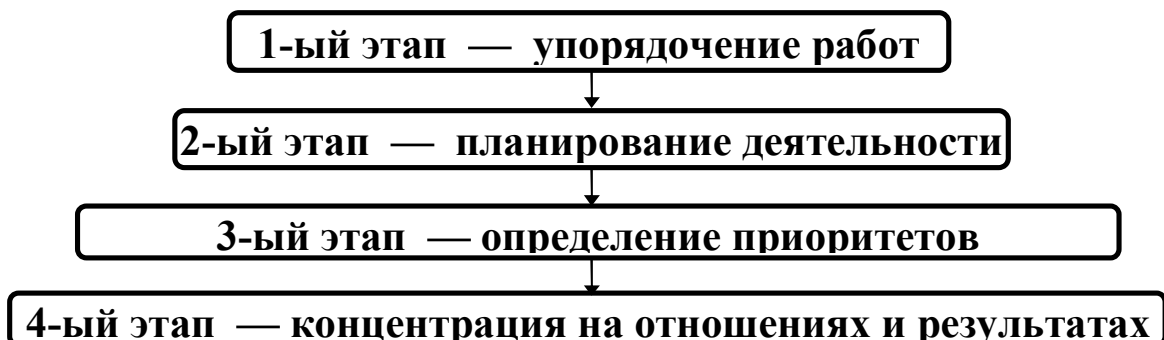 1-ый этап — упорядочение работ
2-ый этап — планирование деятельности
3-ый этап — определение приоритетов
4-ый этап — концентрация на отношениях и результатах